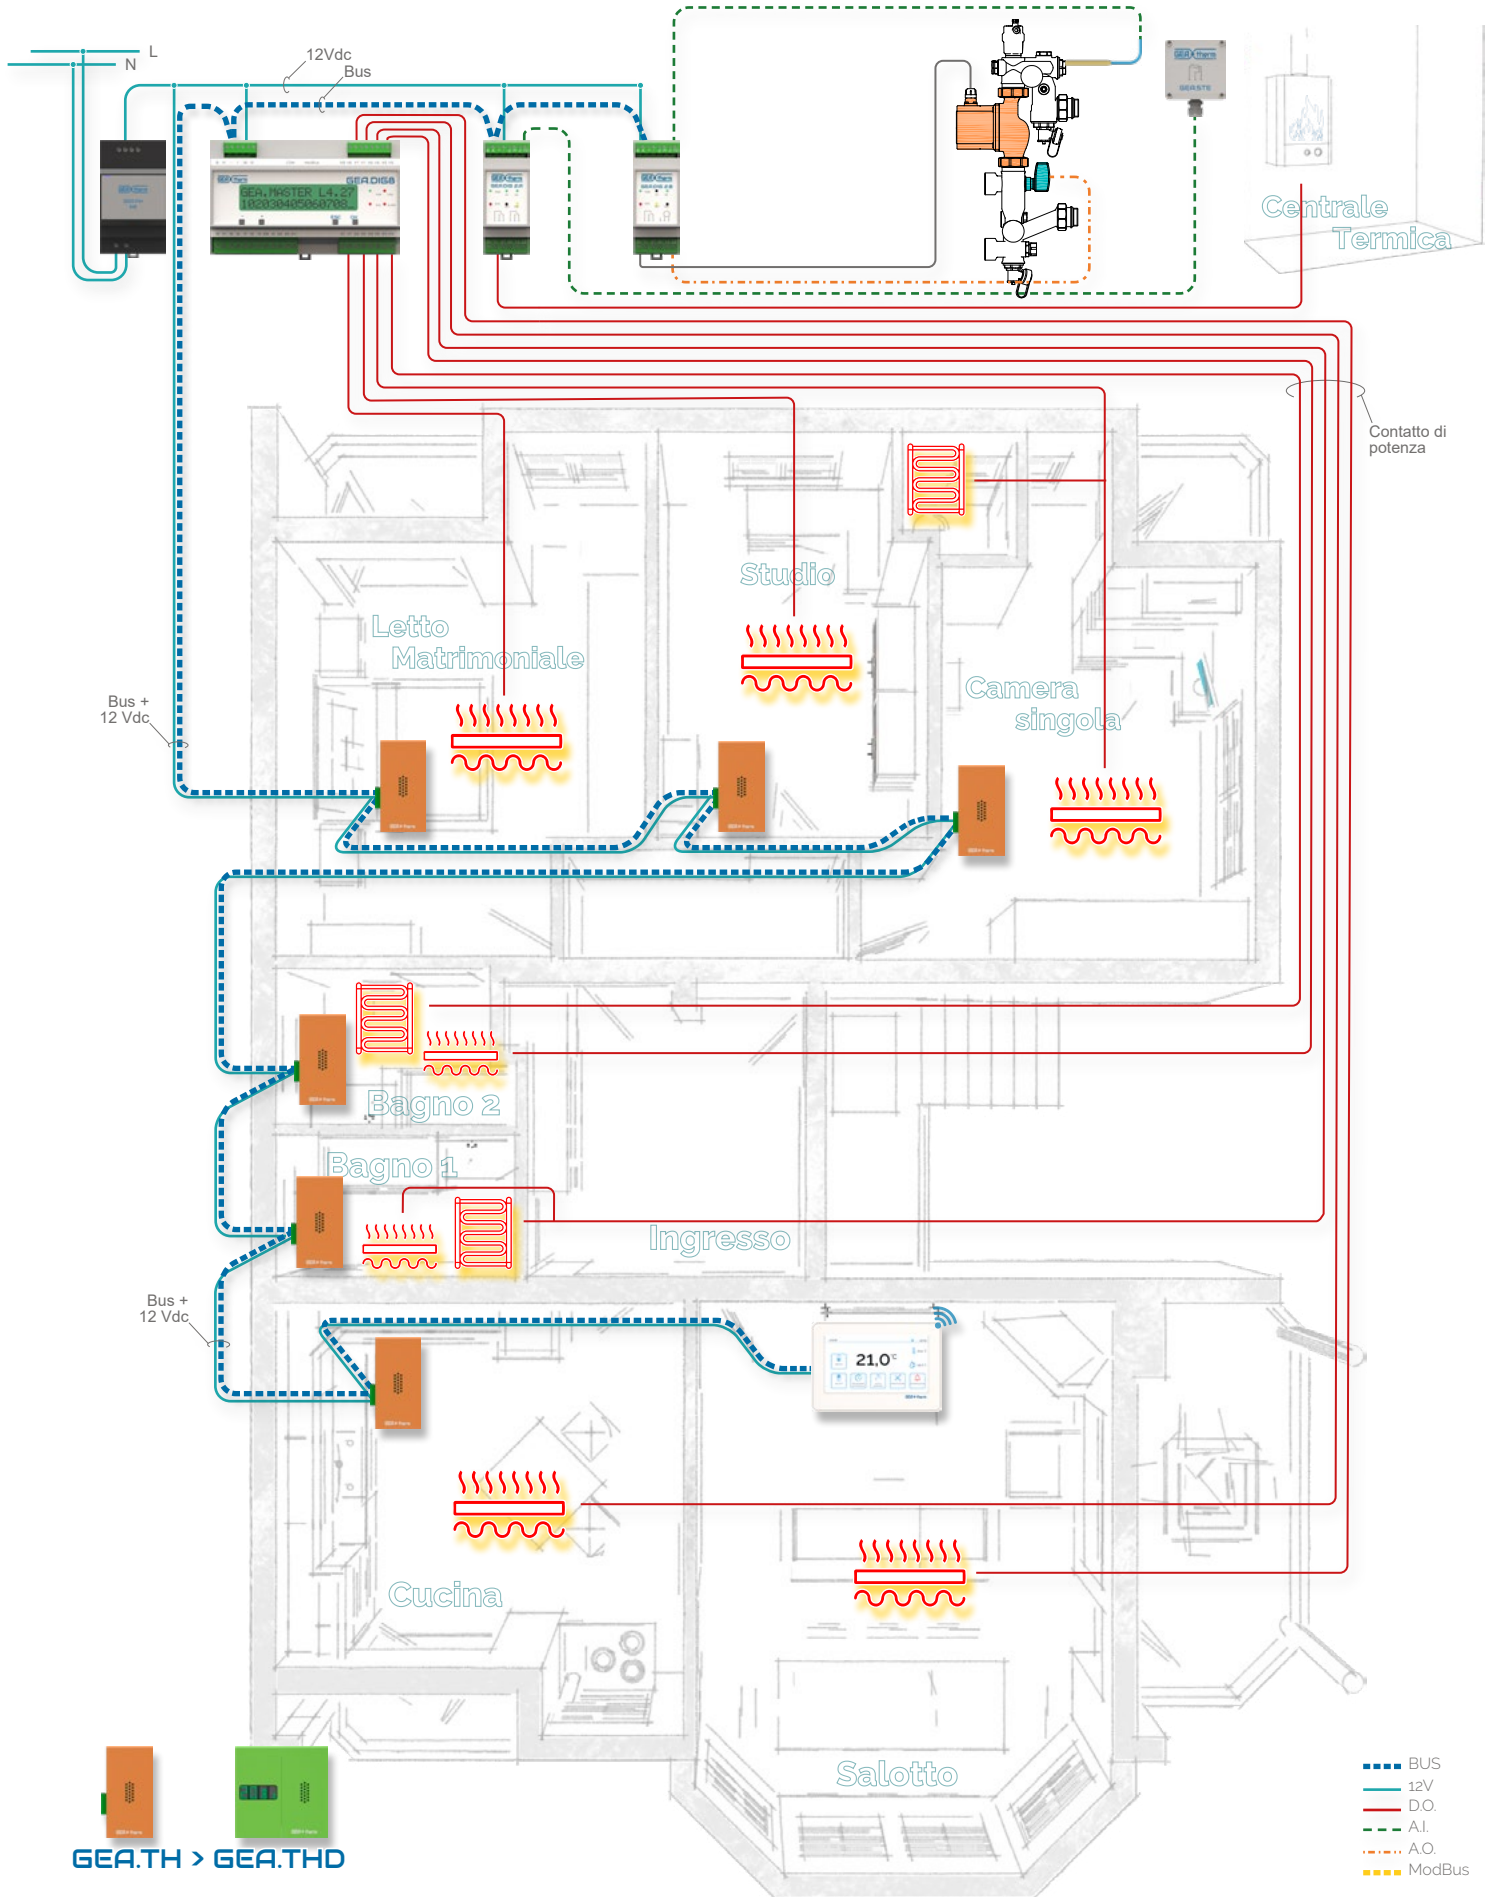 L
N
12Vdc
Bus
GEA.DIG8
GEA.MASTER L4.27
GEA.STE
Centrale
Termica
Contatto di
potenza
Studio
Letto
Matrimoniale
Camera
singola
Bus +
12 Vdc
Bagno 2
Bagno 1
Ingresso
Bus +
12 Vdc
21,0°C
Cucina
Salotto
GEA.TH > GEA.THD
BUS
12V
D.O.
A.I.
A.O.
ModBus